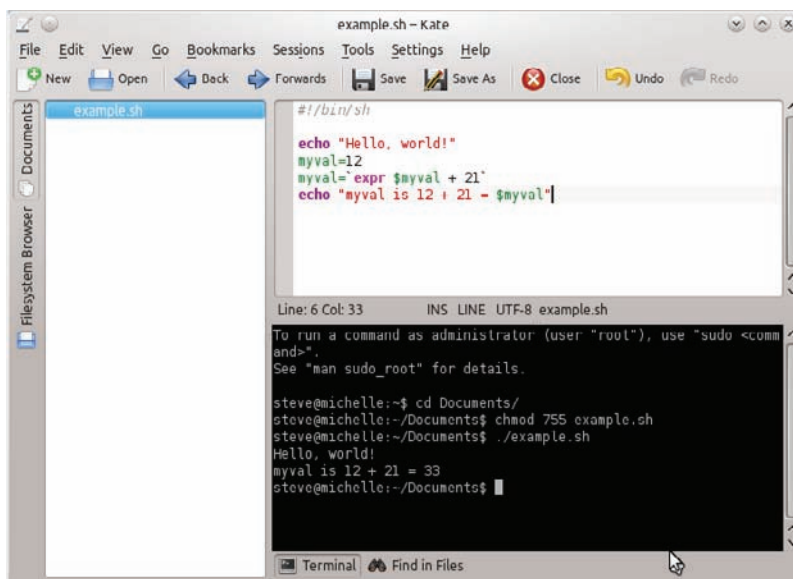 example.sh – Kate
File Edit View Go Bookmarks Sessions Tools Settings Help
New Open Back Forwards Save Save As Close Undo Redo
Documents
Filesystem Browser
example.sh
#!/bin/sh
echo "Hello, world!"
myval=12
myval=`expr $myval + 21`
echo "myval is 12 + 21 = $myval"
Line: 6 Col: 33 INS LINE UTF-8 example.sh
To run a command as administrator (user "root"), use "sudo <comm
and>".
See "man sudo_root" for details.
steve@michelle:~$ cd Documents/
steve@michelle:~/Documents$ chmod 755 example.sh
steve@michelle:~/Documents$ ./example.sh
Hello, world!
myval is 12 + 21 = 33
steve@michelle:~/Documents$
Terminal Find in Files